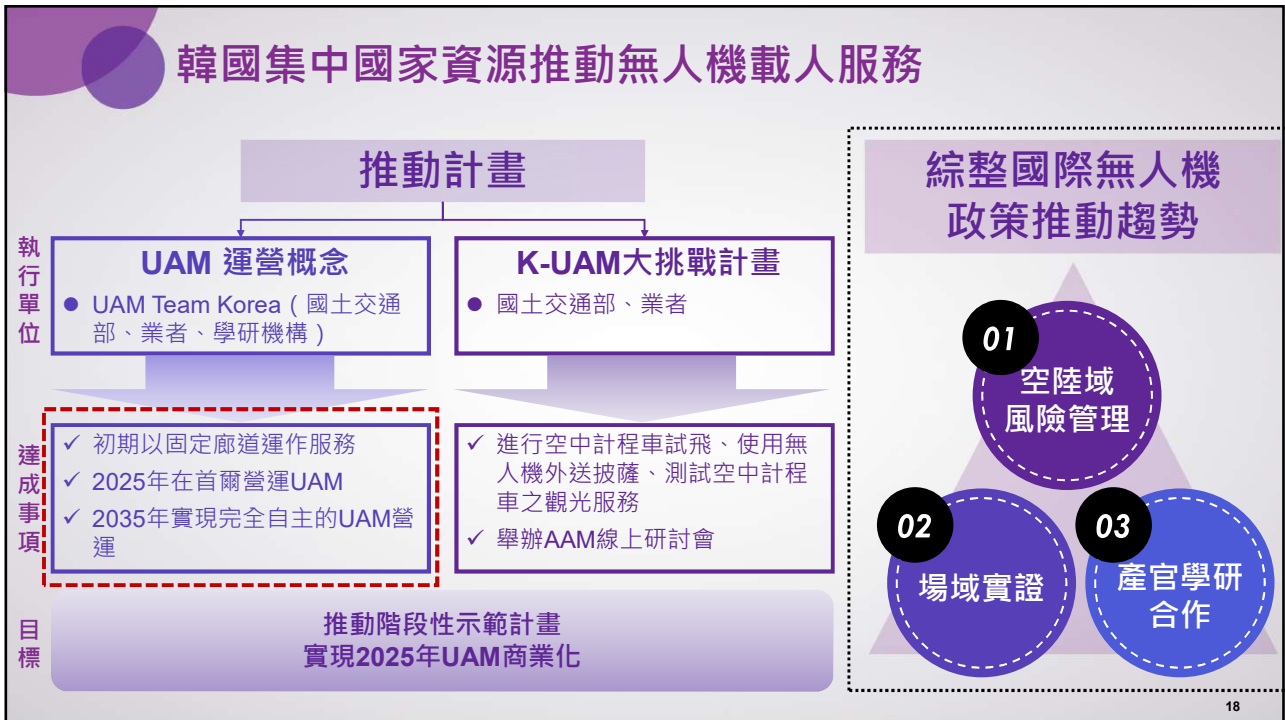 韓國集中國家資源推動無人機載人服務
推動計畫
執行單位
UAM 運營概念
● UAM Team Korea（國土交通
部、業者、學研機構）
K-UAM大挑戰計畫
● 國土交通部、業者
達成事項
✓ 初期以固定廊道運作服務
✓ 2025年在首爾營運UAM
✓ 2035年實現完全自主的UAM營
運
✓ 進行空中計程車試飛、使用無
人機外送披薩、測試空中計程
車之觀光服務
✓ 舉辦AAM線上研討會
目標
推動階段性示範計畫
實現2025年UAM商業化
綜整國際無人機
政策推動趨勢
01
空陸域
風險管理
02
場域實證
03
產官學研
合作
18